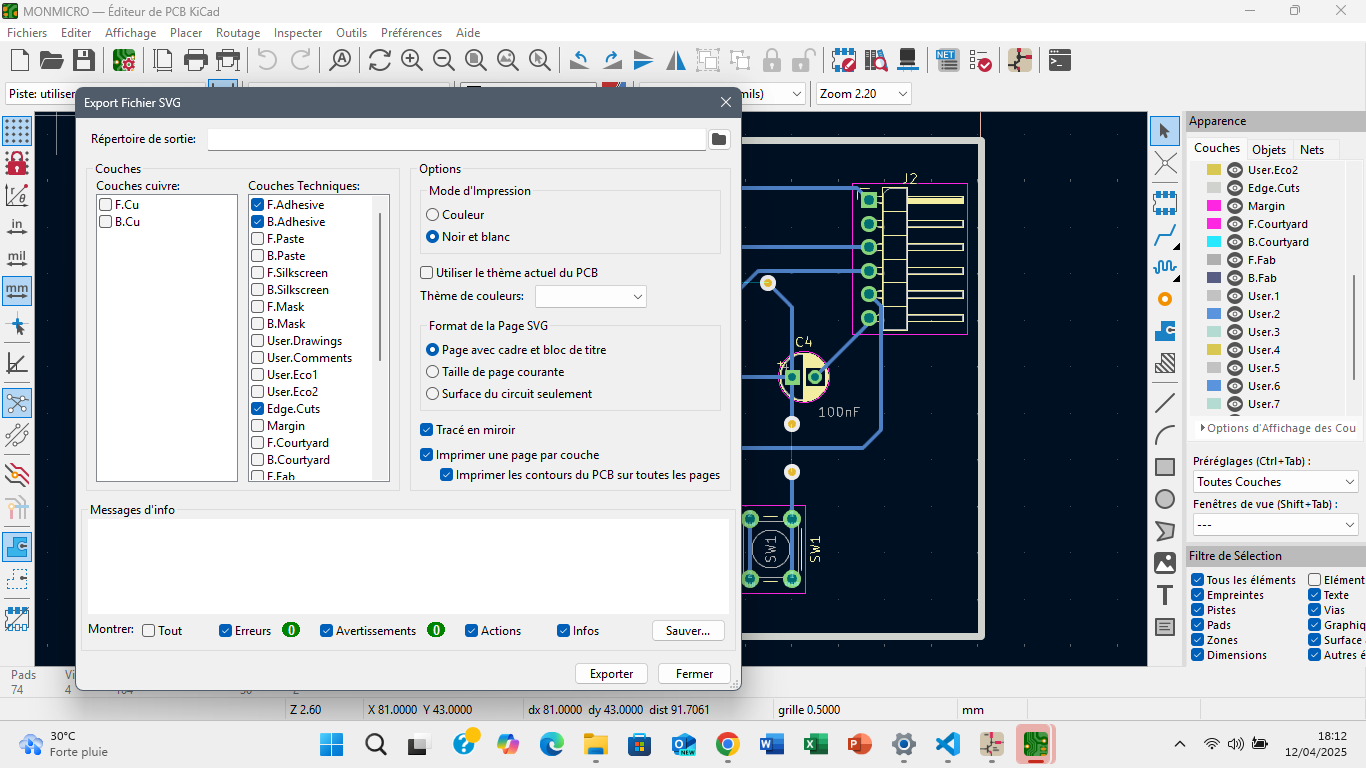 MONMICRO — Éditeur de PCB KiCad
Fichiers Editer Affichage Placer Routage Inspecter Outils Préférences Aide
Piste: utiliser
mils)
Zoom 2.20
Export Fichier SVG
Répertoire de sortie:
Couches
Couches cuivre:
F.Cu
B.Cu
Couches Techniques:
F.Adhesive
B.Adhesive
F.Paste
B.Paste
F.Silkscreen
B.Silkscreen
F.Mask
B.Mask
User.Drawings
User.Comments
User.Eco1
User.Eco2
Edge.Cuts
Margin
F.Courtyard
B.Courtyard
F.Fab
Options
Mode d'Impression
Couleur
Noir et blanc
Utiliser le thème actuel du PCB
Thème de couleurs:
Format de la Page SVG
Page avec cadre et bloc de titre
Taille de page courante
Surface du circuit seulement
Tracé en miroir
Imprimer une page par couche
Imprimer les contours du PCB sur toutes les pages
Messages d'info
Montrer: Tout Erreurs 0 Avertissements 0 Actions Infos Sauver...
Exporter Fermer
J2
C4
+
100nF
SW1
SW1
in
mil
mm
NET
Apparence
Couches Objets Nets
User.Eco2
Edge.Cuts
Margin
F.Courtyard
B.Courtyard
F.Fab
B.Fab
User.1
User.2
User.3
User.4
User.5
User.6
User.7
Options d'Affichage des Cou
Préréglages (Ctrl+Tab) :
Toutes Couches
Fenêtres de vue (Shift+Tab) :
---
Filtre de Sélection
Tous les éléments Elément
Empreintes Texte
Pistes Vias
Pads Graphiq
Zones Surface
Dimensions Autres é
Pads Vi
74 4
Z 2.60 X 81.0000 Y 43.0000 dx 81.0000 dy 43.0000 dist 91.7061 grille 0.5000 mm
30°C
Forte pluie
NEW
18:12
12/04/2025